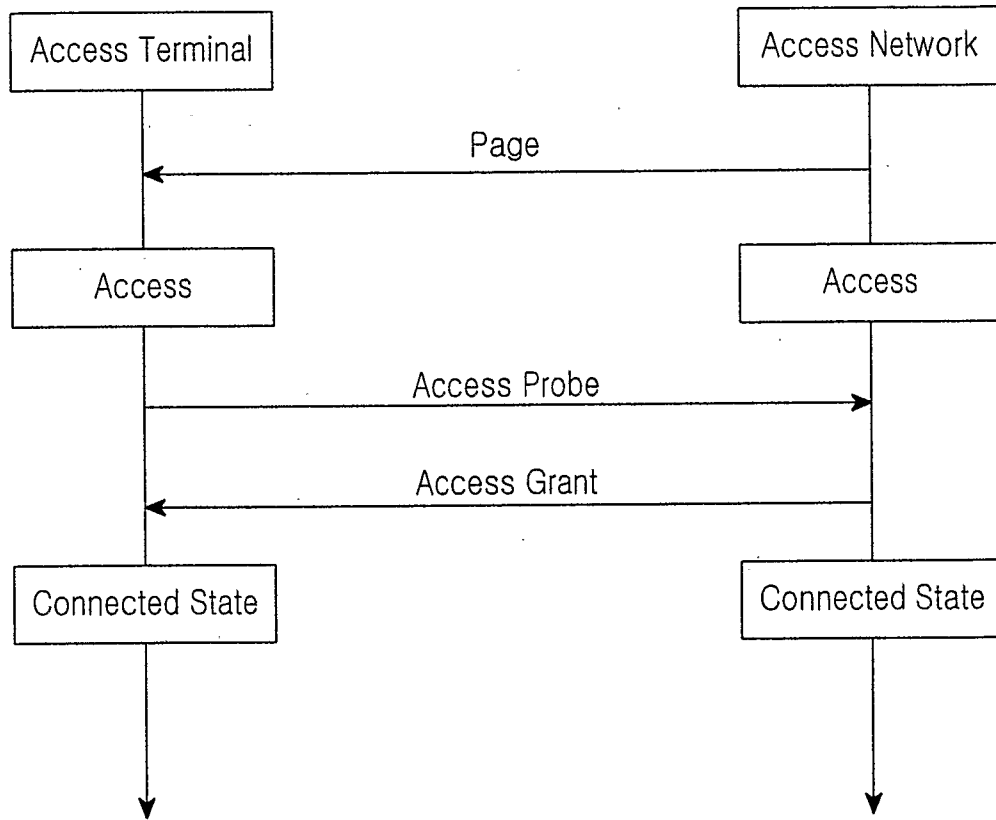 Access Terminal
Access Network
Page
Access
Access
Access Probe
Access Grant
Connected State
Connected State